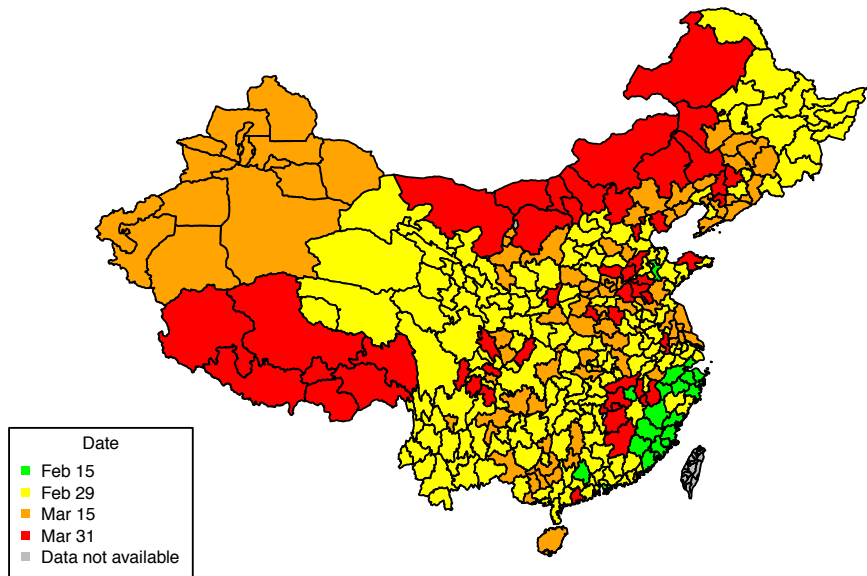 Date
Feb 15
Feb 29
Mar 15
Mar 31
Data not available